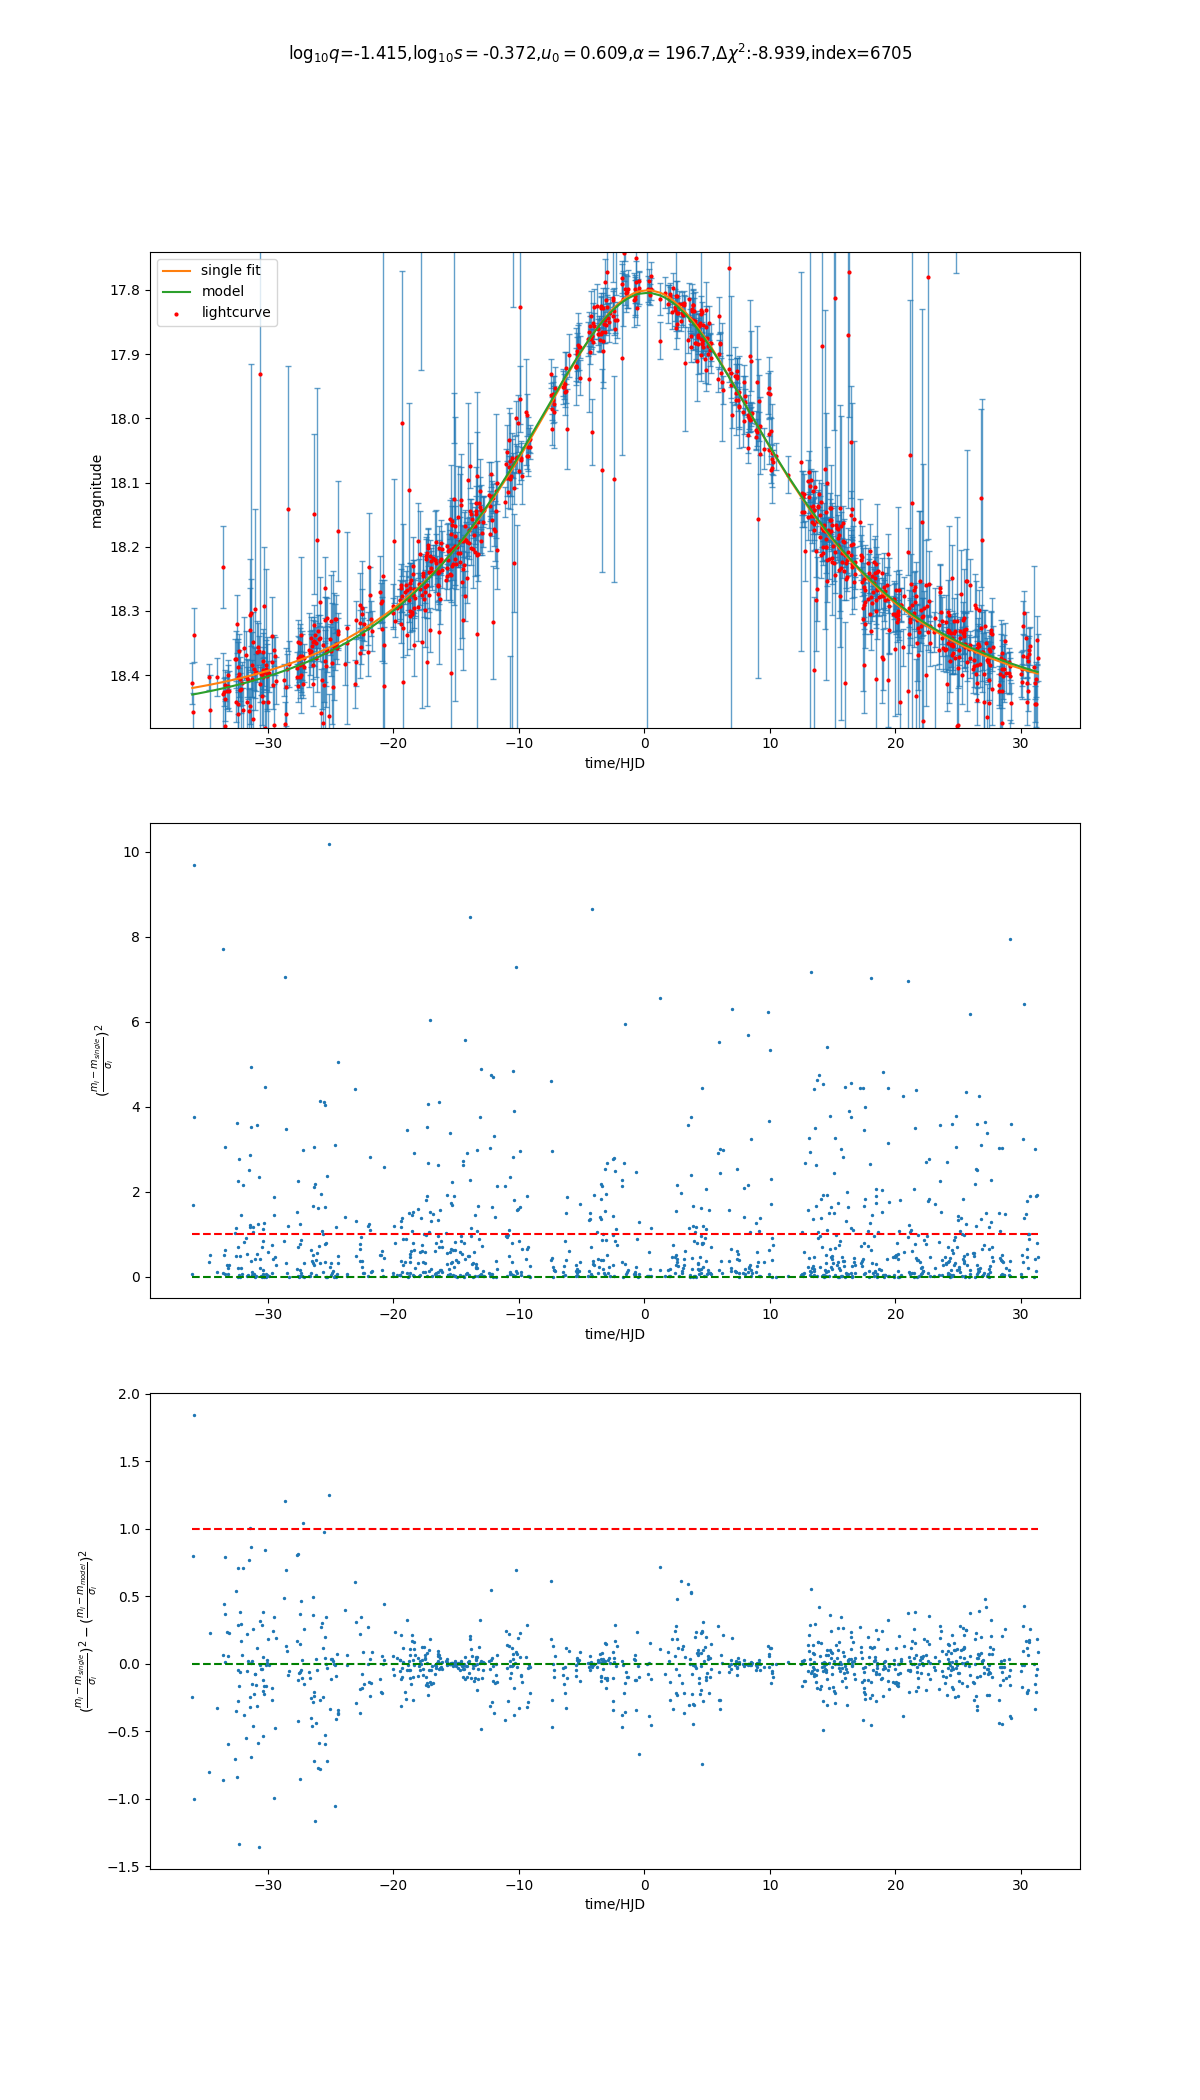 log₁₀q=-1.415,log₁₀s = -0.372,u₀ = 0.609,α = 196.7,Δχ²:-8.939,index=6705
single fit
model
lightcurve
magnitude
17.8
17.9
18.0
18.1
18.2
18.3
18.4
−30 −20 −10 0 10 20 30
time/HJD
((mᵢ − m_single)/σᵢ)²
10
8
6
4
2
0
−30 −20 −10 0 10 20 30
time/HJD
((mᵢ − m_single)/σᵢ)² − ((mᵢ − m_model)/σᵢ)²
2.0
1.5
1.0
0.5
0.0
−0.5
−1.0
−1.5
−30 −20 −10 0 10 20 30
time/HJD